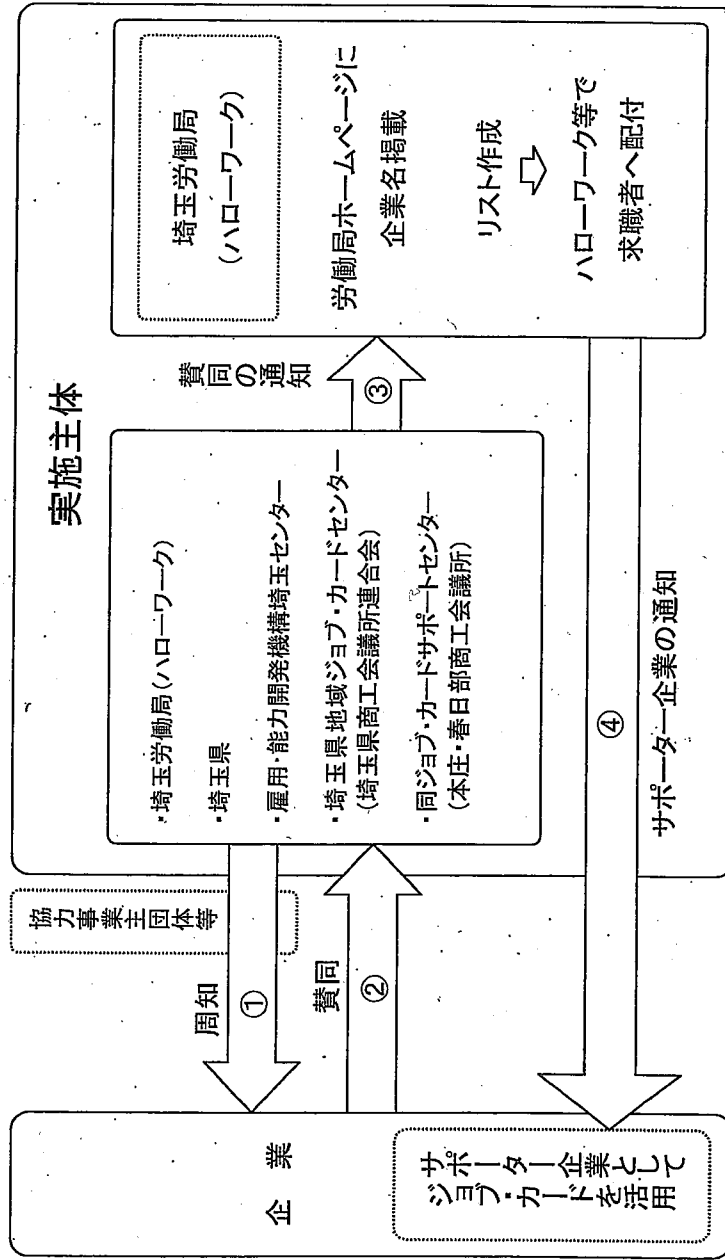 実施主体
・埼玉労働局(ハローワーク)
・埼玉県
・雇用・能力開発機構埼玉センター
・埼玉県地域ジョブ・カードセンター
(埼玉県商工会議所連合会)
・同ジョブ・カードサポートセンター
(本庄・春日部商工会議所)
賛同の通知
③
埼玉労働局
(ハローワーク)
労働局ホームページに
企業名掲載
リスト作成
ハローワーク等で
求職者へ配付
協力事業主団体等
周知
①
賛同
②
④
サポーター企業の通知
企業
サポーター企業として
ジョブ・カードを活用